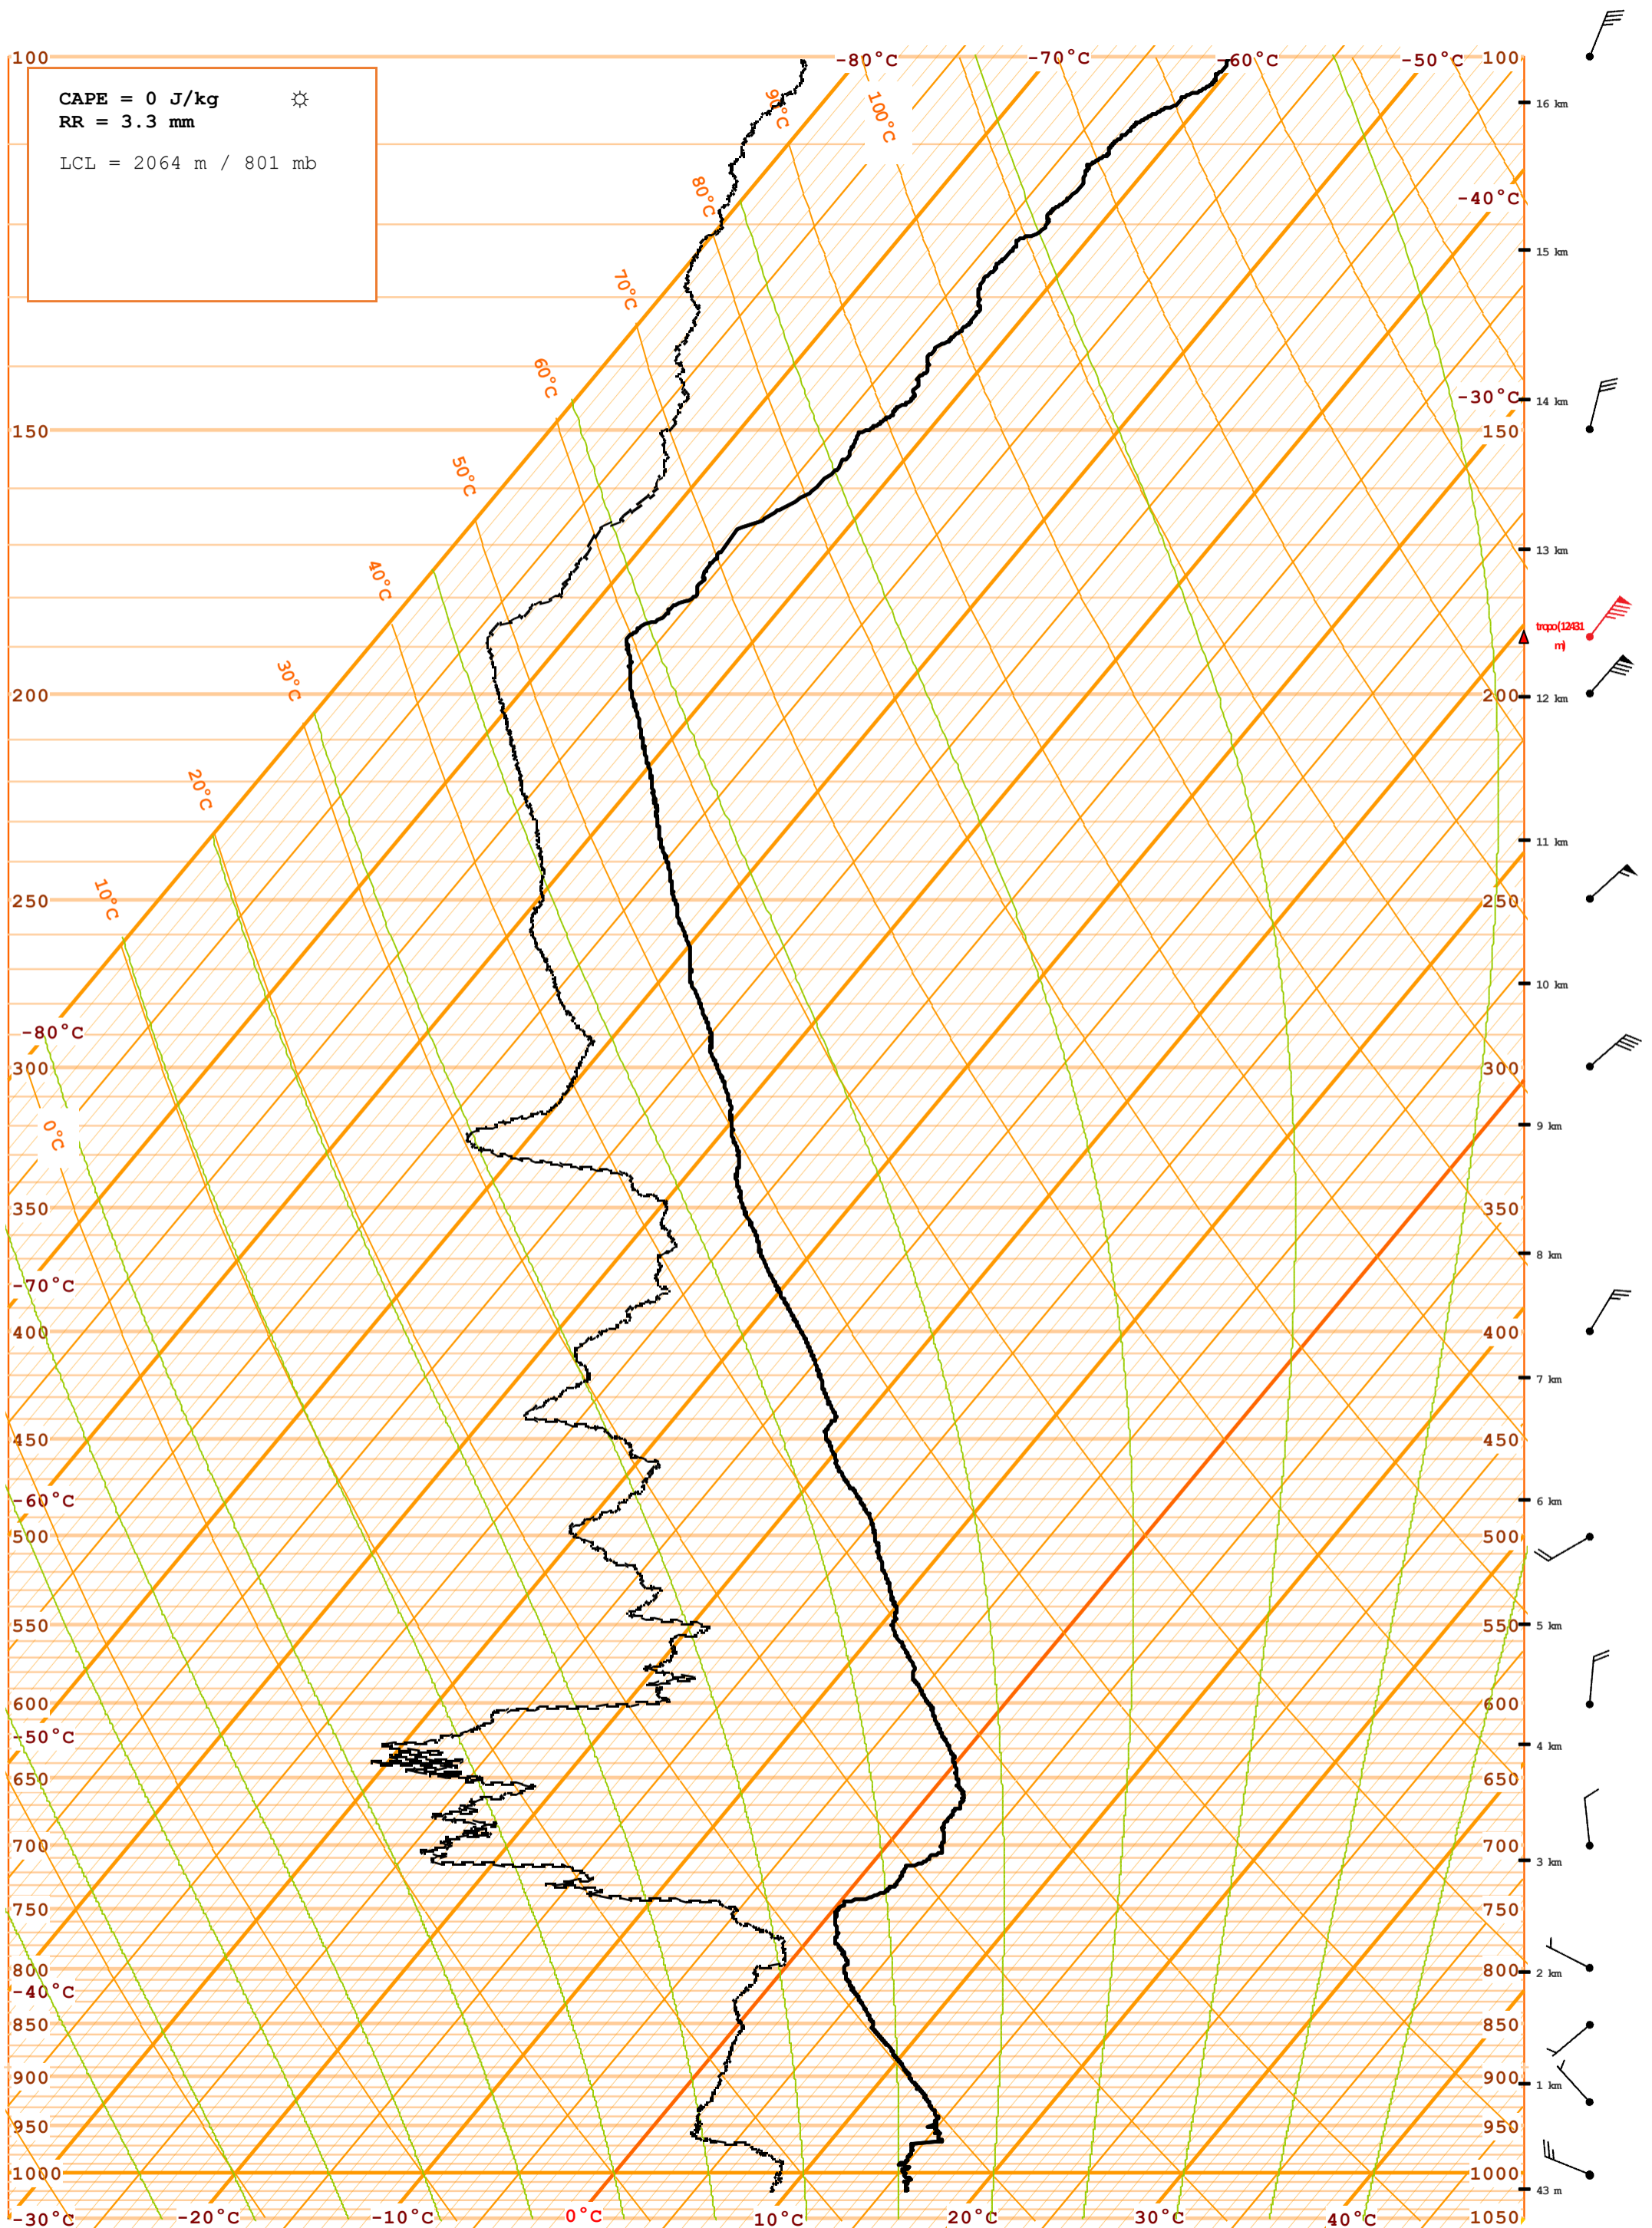 -80°C -70°C -60°C -50°C
100 100
CAPE = 0 J/kg ☼
RR = 3.3 mm
LCL = 2064 m / 801 mb
90°C 100°C
16 km
80°C
-40°C
15 km
70°C
60°C
-30°C
14 km
150 150
50°C
13 km
40°C
tropo(12431
m)
30°C
200 200
12 km
20°C
11 km
10°C
250 250
10 km
-80°C
300 300
0°C
9 km
350 350
8 km
-70°C
400 400
7 km
450 450
-60°C
6 km
500 500
550 550
5 km
600 600
-50°C
4 km
650 650
700 700
3 km
750 750
800 800
2 km
-40°C
850 850
900 900
1 km
950 950
1000 1000
43 m
-30°C -20°C -10°C 0°C 10°C 20°C 30°C 40°C 1050